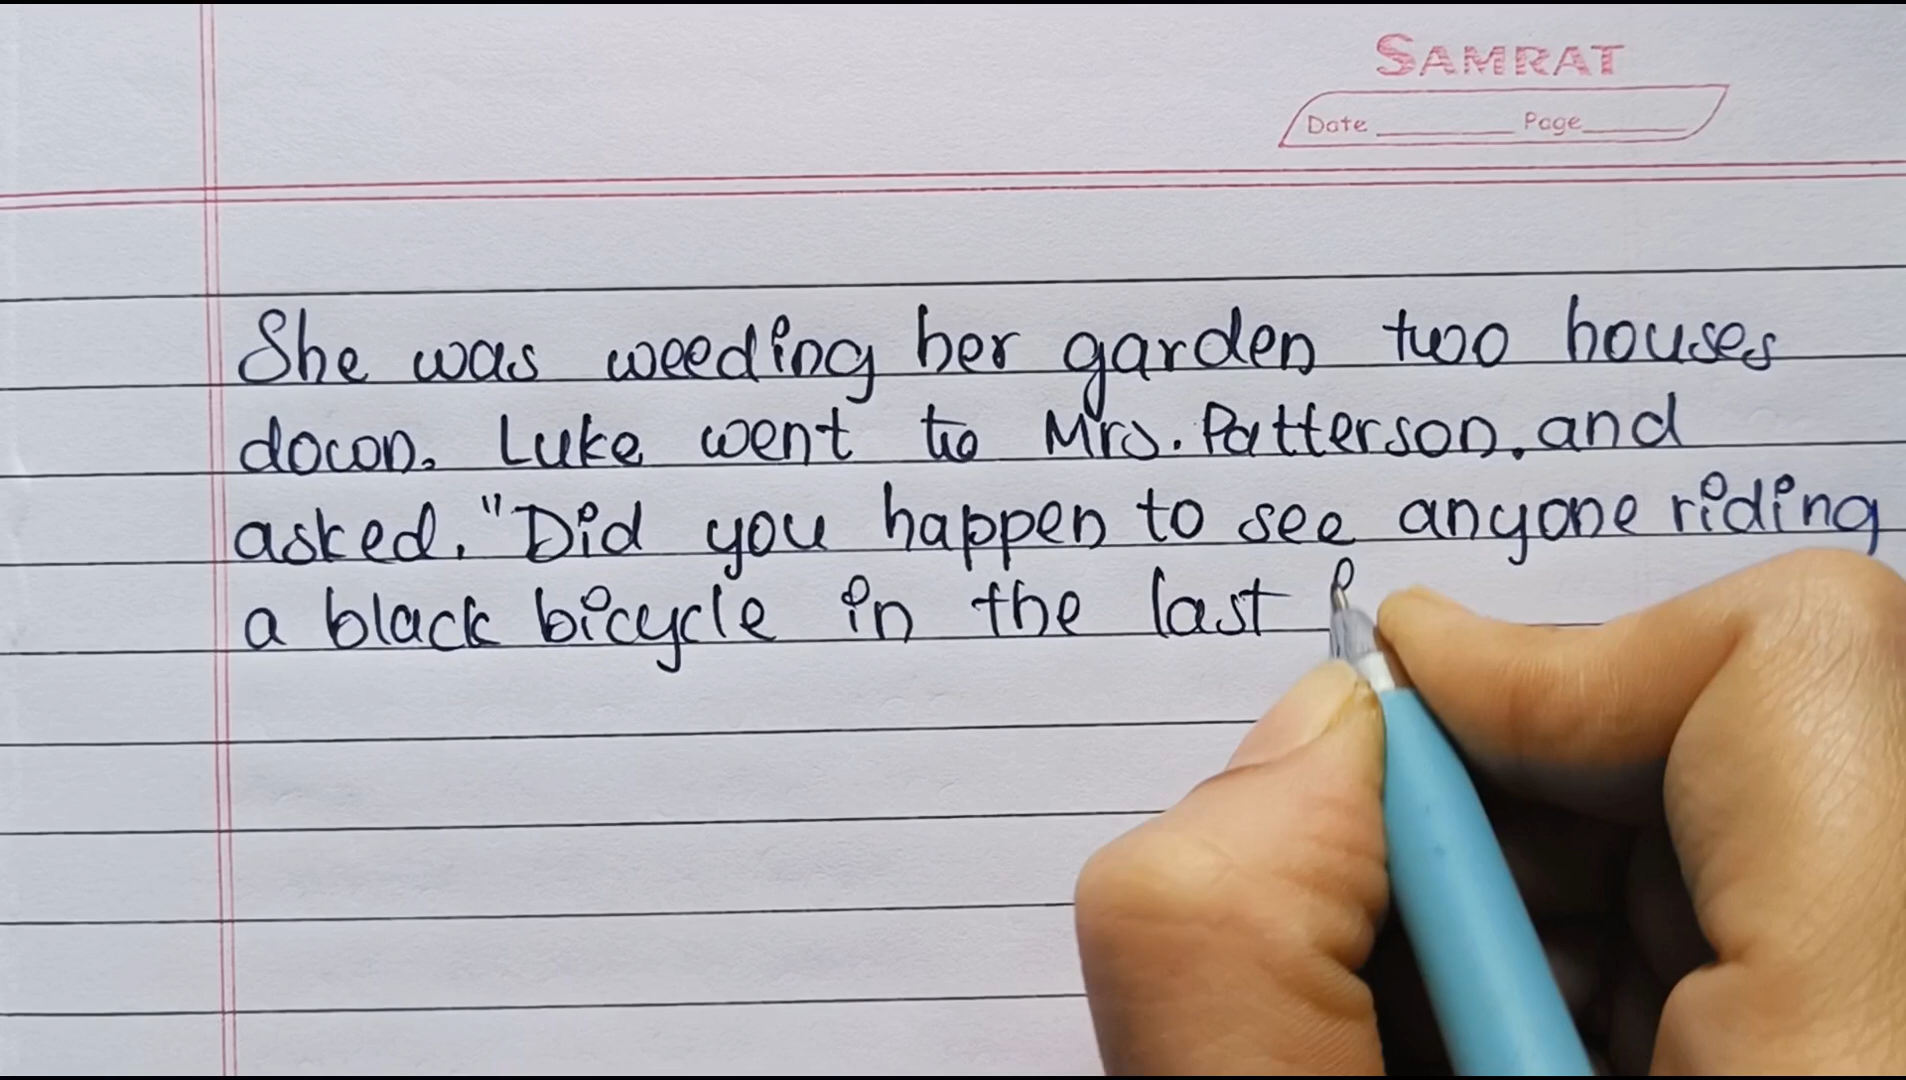 SAMRAT
Date Page
She was weeding her garden two houses
down. Luke went to Mrs. Patterson. and
asked, "Did you happen to see anyone riding
a black bicycle in the last